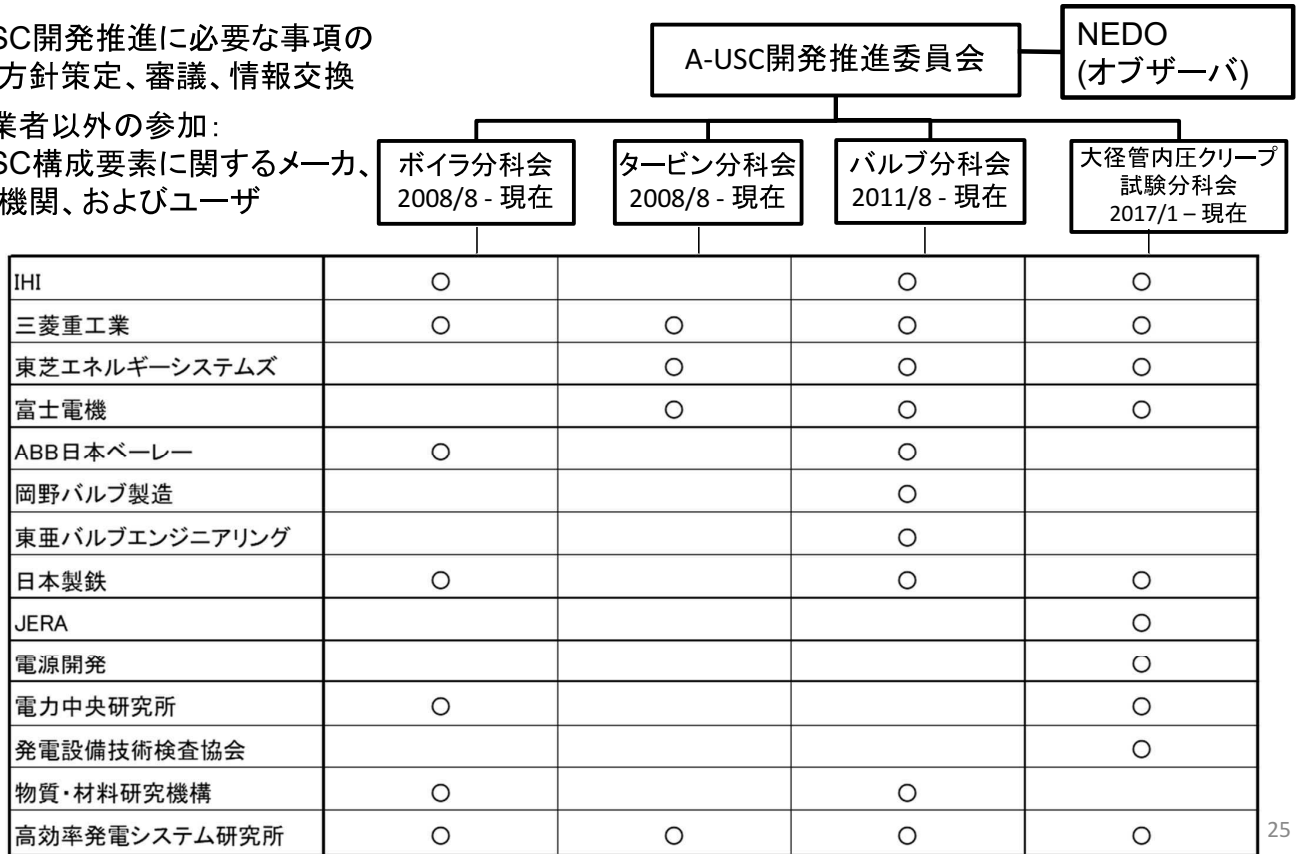 SC開発推進に必要な事項の
方針策定、審議、情報交換
業者以外の参加：
SC構成要素に関するメーカ、
機関、およびユーザ
A-USC開発推進委員会
NEDO
(オブザーバ)
ボイラ分科会
2008/8 - 現在
タービン分科会
2008/8 - 現在
バルブ分科会
2011/8 - 現在
大径管内圧クリープ
試験分科会
2017/1 – 現在
IHI ○ ○ ○
三菱重工業 ○ ○ ○ ○
東芝エネルギーシステムズ ○ ○ ○
富士電機 ○ ○ ○
ABB日本ベーレー ○ ○
岡野バルブ製造 ○
東亜バルブエンジニアリング ○
日本製鉄 ○ ○ ○
JERA ○
電源開発 ○
電力中央研究所 ○ ○
発電設備技術検査協会 ○
物質・材料研究機構 ○ ○
高効率発電システム研究所 ○ ○ ○ ○
25